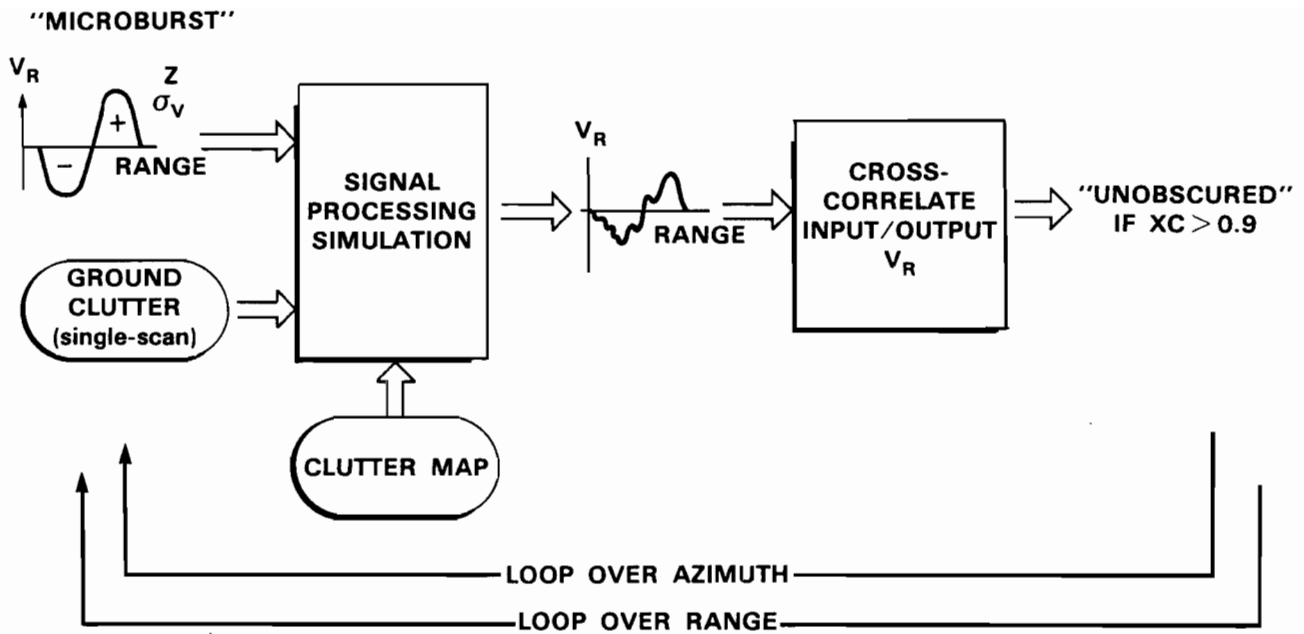 "MICROBURST"
V_R
Z
σ_V
+
−
RANGE
GROUND
CLUTTER
(single-scan)
SIGNAL
PROCESSING
SIMULATION
CLUTTER MAP
V_R
RANGE
CROSS-
CORRELATE
INPUT/OUTPUT
V_R
"UNOBSCURED"
IF XC > 0.9
LOOP OVER AZIMUTH
LOOP OVER RANGE